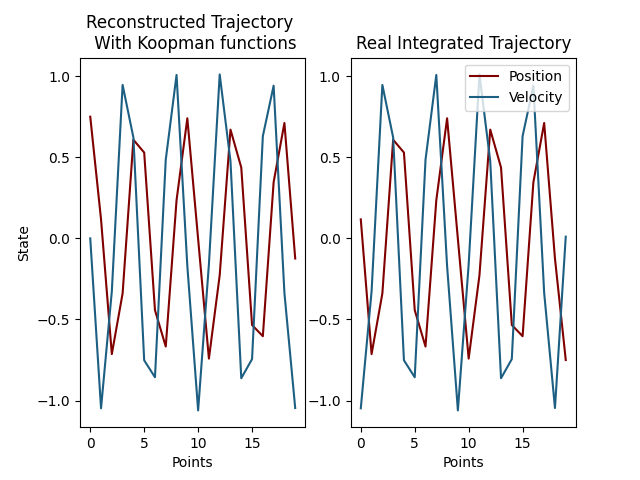 Reconstructed Trajectory
With Koopman functions
Real Integrated Trajectory
Position
Velocity
1.0
0.5
0.0
−0.5
−1.0
State
0
5
10
15
Points
1.0
0.5
0.0
−0.5
−1.0
0
5
10
15
Points